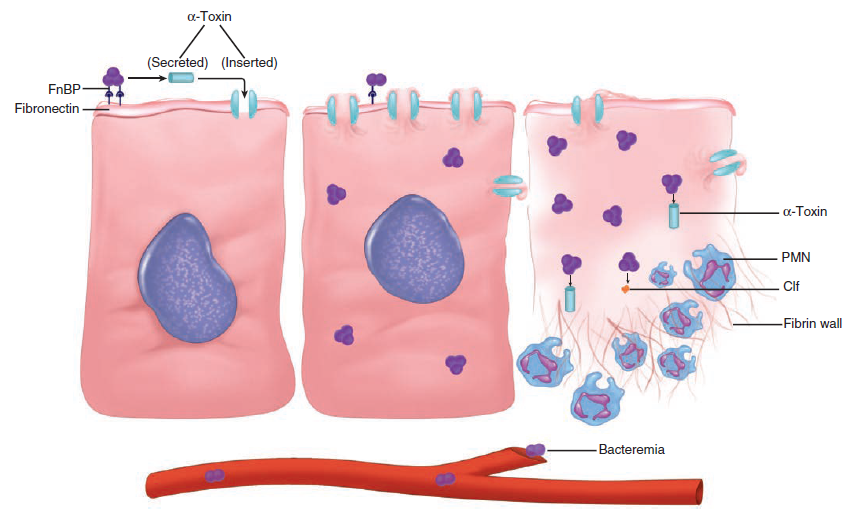 α-Toxin
(Secreted) (Inserted)
FnBP
Fibronectin
α-Toxin
PMN
Clf
Fibrin wall
Bacteremia